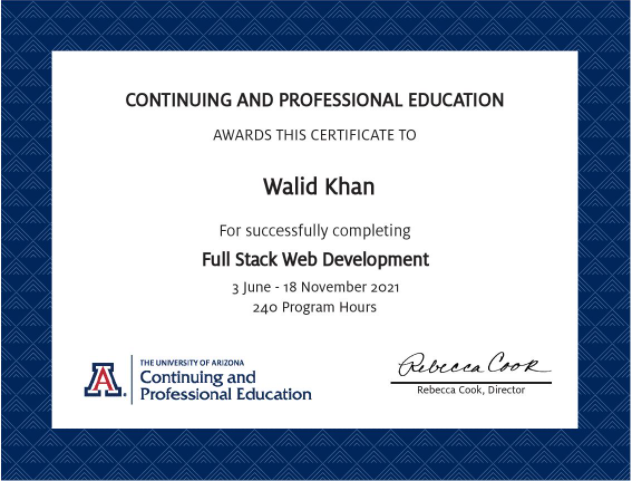 CONTINUING AND PROFESSIONAL EDUCATION
AWARDS THIS CERTIFICATE TO
Walid Khan
For successfully completing
Full Stack Web Development
3 June - 18 November 2021
240 Program Hours
A.
THE UNIVERSITY OF ARIZONA
Continuing and
Professional Education
Rebecca Cook
Rebecca Cook, Director